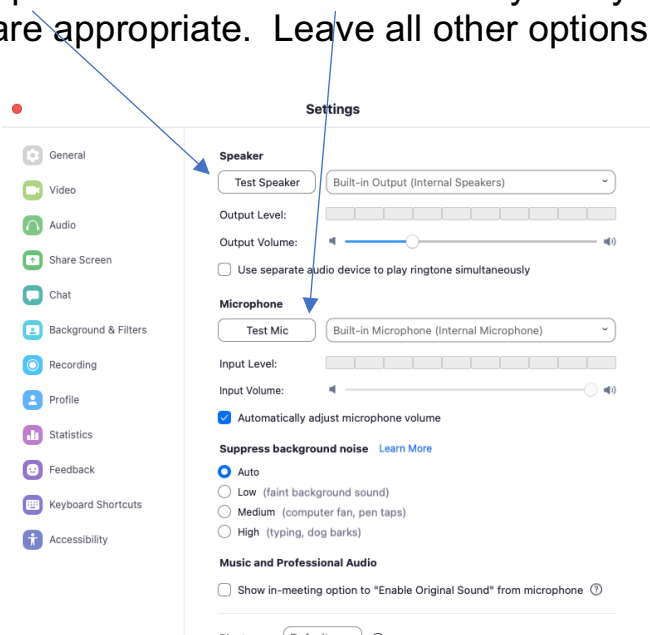 are appropriate. Leave all other options
Settings
General
Video
Audio
Share Screen
Chat
Background & Filters
Recording
Profile
Statistics
Feedback
Keyboard Shortcuts
Accessibility
Speaker
Test Speaker Built-in Output (Internal Speakers)
Output Level:
Output Volume:
Use separate audio device to play ringtone simultaneously
Microphone
Test Mic Built-in Microphone (Internal Microphone)
Input Level:
Input Volume:
Automatically adjust microphone volume
Suppress background noise Learn More
Auto
Low (faint background sound)
Medium (computer fan, pen taps)
High (typing, dog barks)
Music and Professional Audio
Show in-meeting option to "Enable Original Sound" from microphone ?